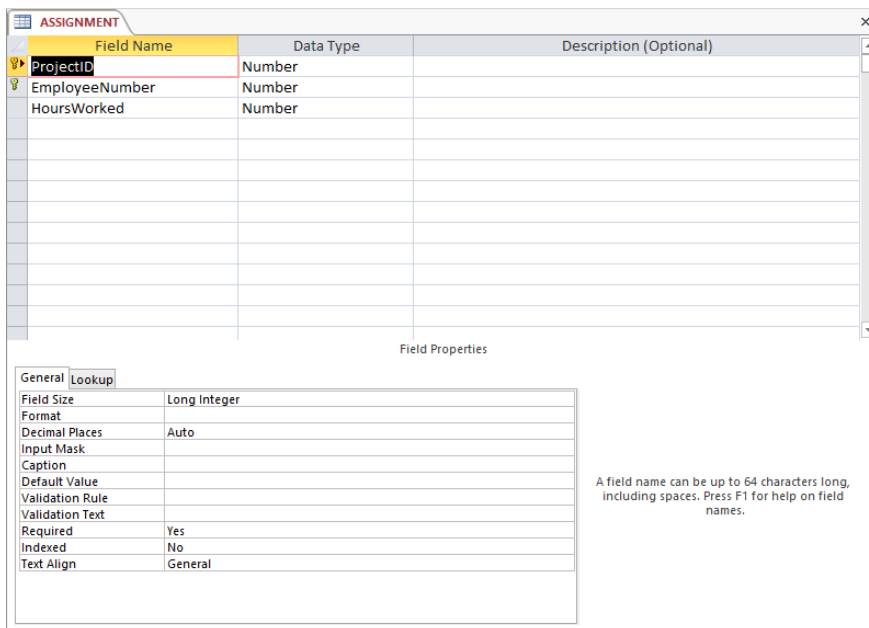 ASSIGNMENT
Field Name Data Type Description (Optional)
ProjectID Number
EmployeeNumber Number
HoursWorked Number
Field Properties
General Lookup
Field Size Long Integer
Format
Decimal Places Auto
Input Mask
Caption
Default Value
Validation Rule
Validation Text
Required Yes
Indexed No
Text Align General
A field name can be up to 64 characters long,
including spaces. Press F1 for help on field
names.